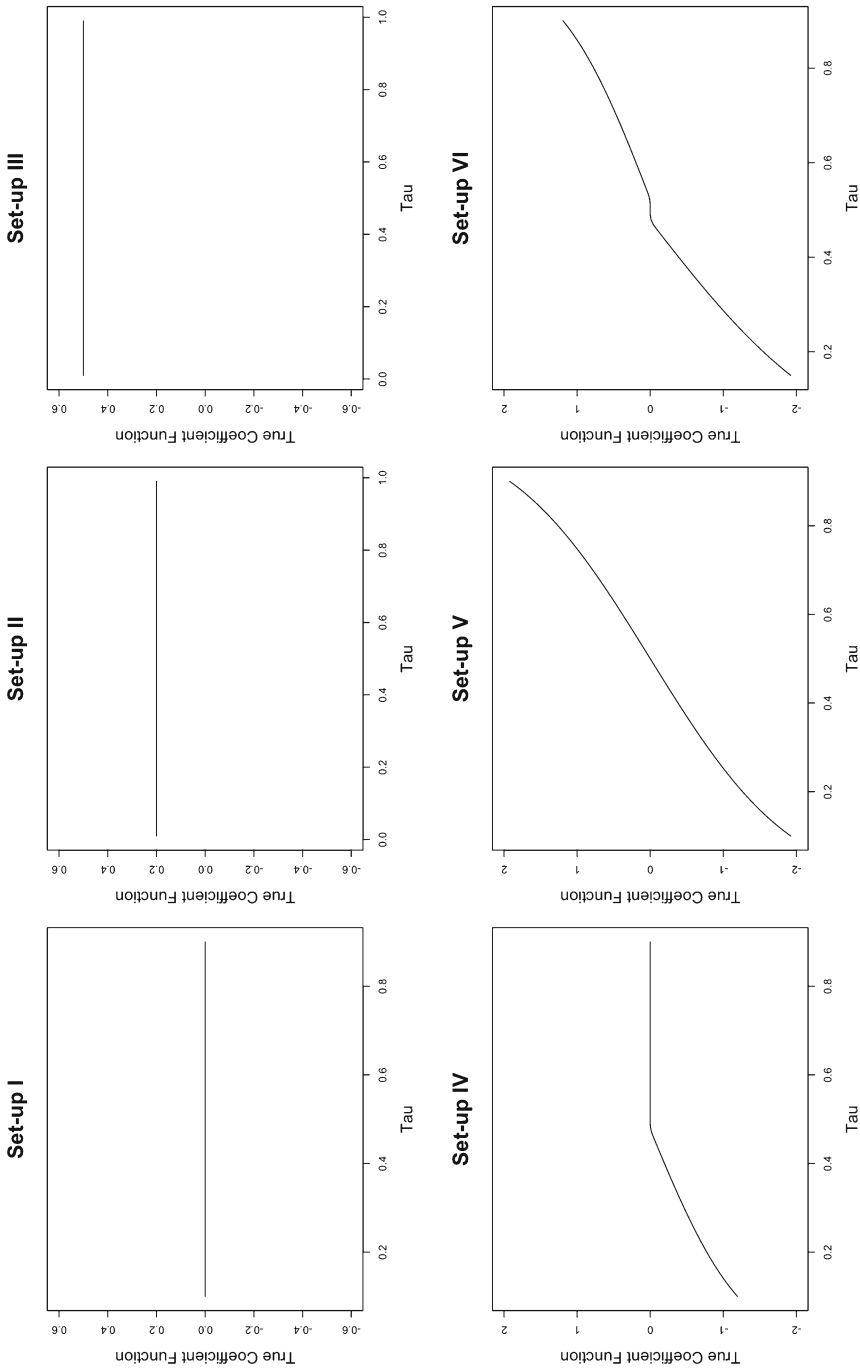 Set-up I
True Coefficient Function
0.6
0.4
0.2
0.0
-0.2
-0.4
-0.6
0.2 0.4 0.6 0.8
Tau
Set-up II
True Coefficient Function
0.6
0.4
0.2
0.0
-0.2
-0.4
-0.6
0.0 0.2 0.4 0.6 0.8 1.0
Tau
Set-up III
True Coefficient Function
0.6
0.4
0.2
0.0
-0.2
-0.4
-0.6
0.0 0.2 0.4 0.6 0.8 1.0
Tau
Set-up IV
True Coefficient Function
2
1
0
-1
-2
0.2 0.4 0.6 0.8
Tau
Set-up V
True Coefficient Function
2
1
0
-1
-2
0.2 0.4 0.6 0.8
Tau
Set-up VI
True Coefficient Function
2
1
0
-1
-2
0.2 0.4 0.6 0.8
Tau